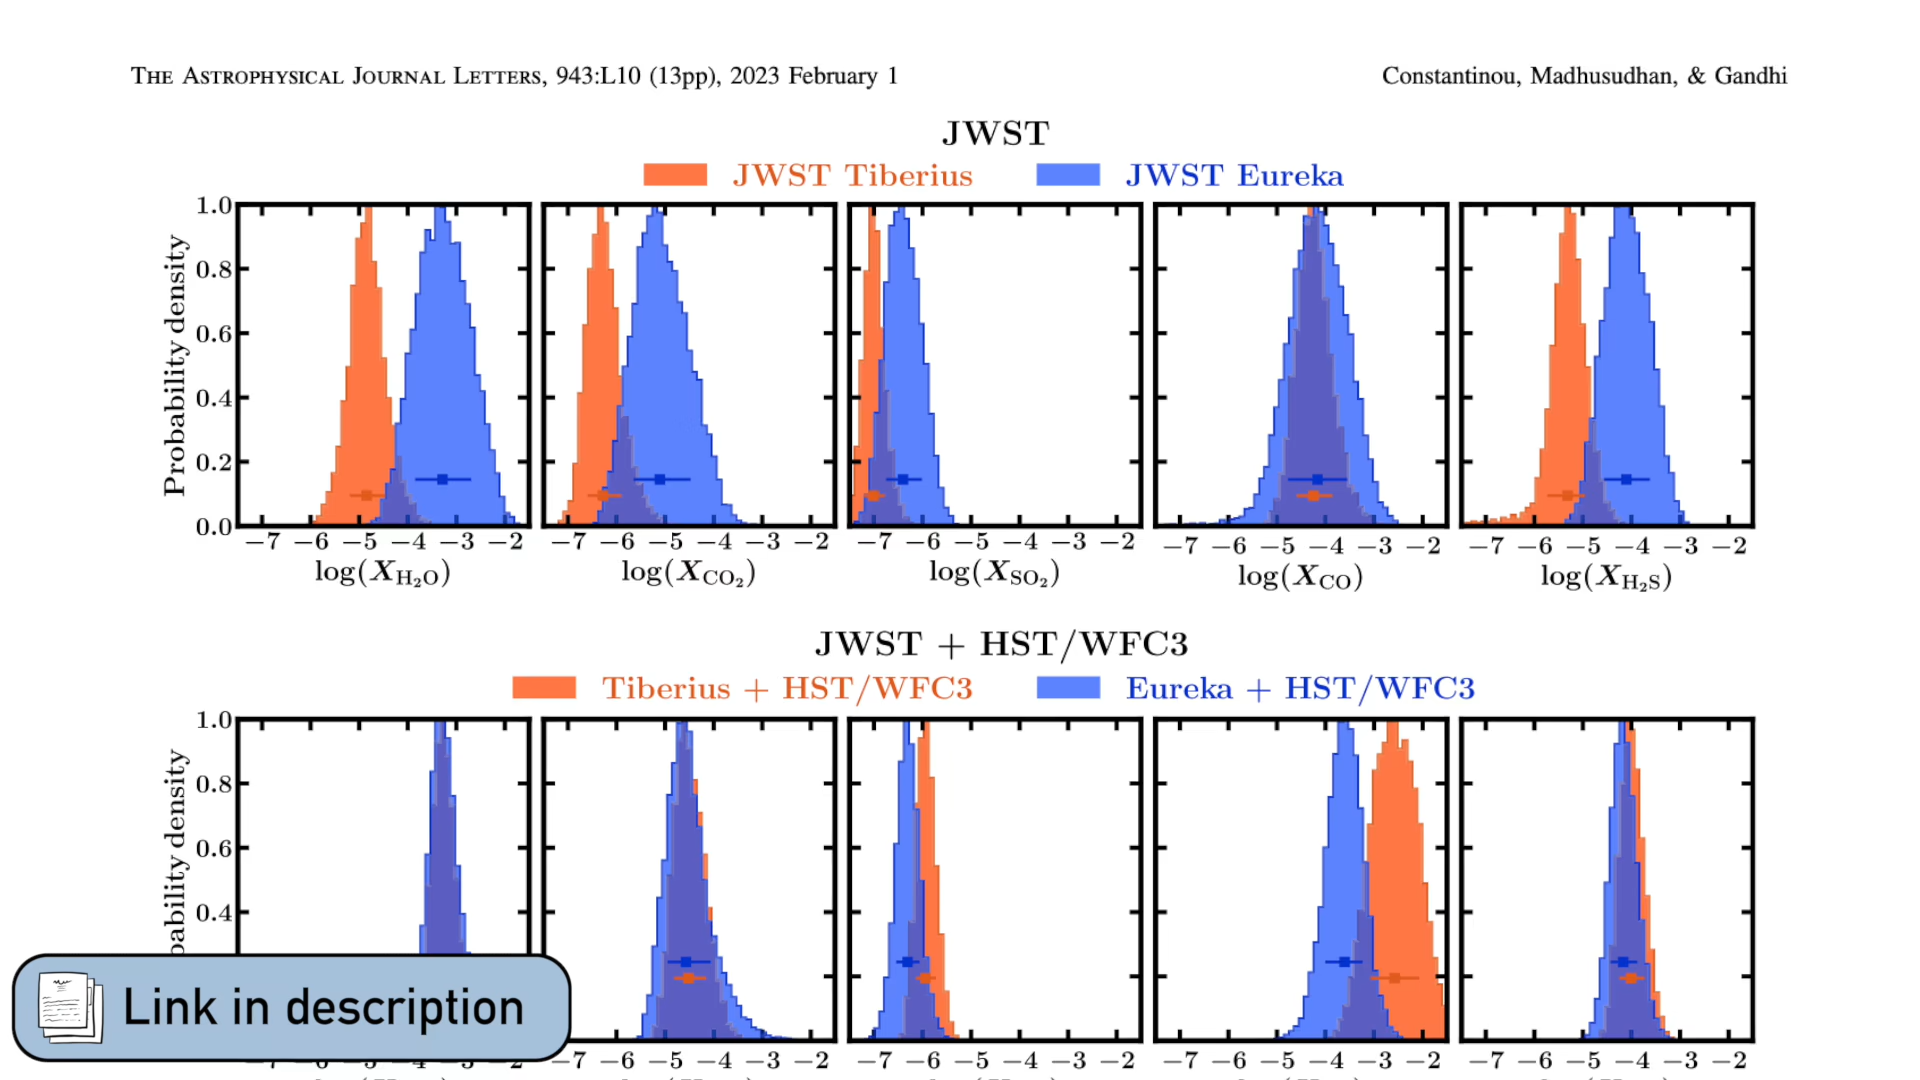 THE ASTROPHYSICAL JOURNAL LETTERS, 943:L10 (13pp), 2023 February 1
Constantinou, Madhusudhan, & Gandhi
JWST
JWST Tiberius JWST Eureka
Probability density
1.0
0.8
0.6
0.4
0.2
0.0
−7 −6 −5 −4 −3 −2
−7 −6 −5 −4 −3 −2
−7 −6 −5 −4 −3 −2
−7 −6 −5 −4 −3 −2
−7 −6 −5 −4 −3 −2
log(X_H₂O)
log(X_CO₂)
log(X_SO₂)
log(X_CO)
log(X_H₂S)
JWST + HST/WFC3
Tiberius + HST/WFC3 Eureka + HST/WFC3
1.0
0.8
0.6
0.4
ability density
Link in description
−7 −6 −5 −4 −3 −2
−7 −6 −5 −4 −3 −2
−7 −6 −5 −4 −3 −2
−7 −6 −5 −4 −3 −2